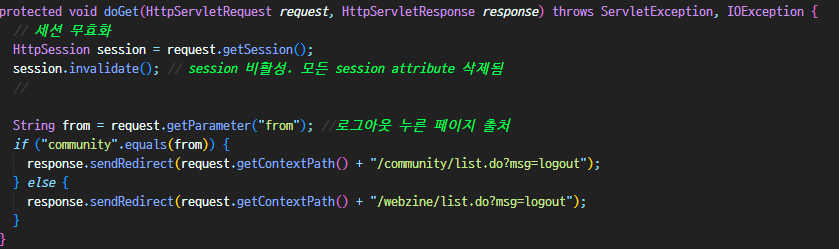 protected void doGet(HttpServletRequest request, HttpServletResponse response) throws ServletException, IOException {
// 세션 무효화
HttpSession session = request.getSession();
session.invalidate(); // session 비활성. 모든 session attribute 삭제됨
//
String from = request.getParameter("from"); //로그아웃 누른 페이지 출처
if ("community".equals(from)) {
response.sendRedirect(request.getContextPath() + "/community/list.do?msg=logout");
} else {
response.sendRedirect(request.getContextPath() + "/webzine/list.do?msg=logout");
}
}